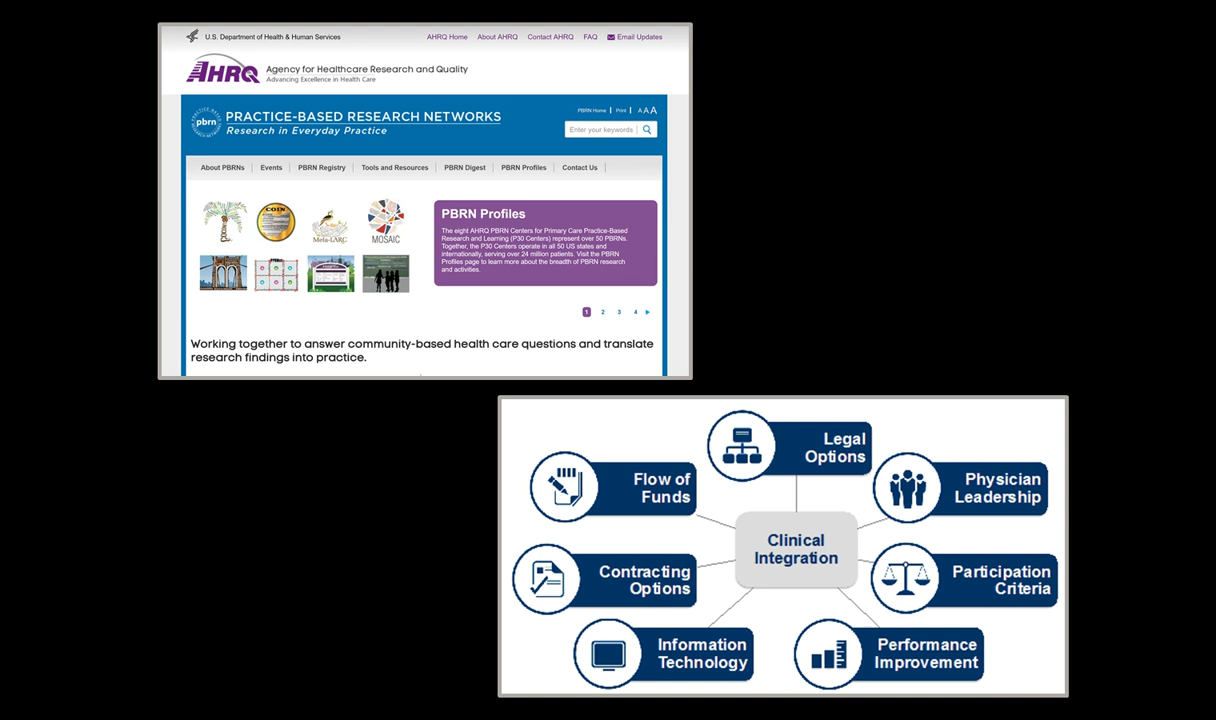 U.S. Department of Health & Human Services
AHRQ Home About AHRQ Contact AHRQ FAQ Email Updates
AHRQ
Agency for Healthcare Research and Quality
Advancing Excellence in Health Care
pbrn
PRACTICE-BASED RESEARCH NETWORKS
Research in Everyday Practice
PBRN Home Print A A A
Enter your keywords
About PBRNs Events PBRN Registry Tools and Resources PBRN Digest PBRN Profiles Contact Us
COIN
Meta-LARC
MOSAIC
PBRN Profiles
The eight AHRQ PBRN Centers for Primary Care Practice-Based
Research and Learning (P30 Centers) represent over 50 PBRNs.
Together, the P30 Centers operate in all 50 US states and
internationally, serving over 24 million patients. Visit the PBRN
Profiles page to learn more about the breadth of PBRN research
and activities.
1 2 3 4
Working together to answer community-based health care questions and translate
research findings into practice.
Legal
Options
Flow of
Funds
Physician
Leadership
Clinical
Integration
Contracting
Options
Participation
Criteria
Information
Technology
Performance
Improvement